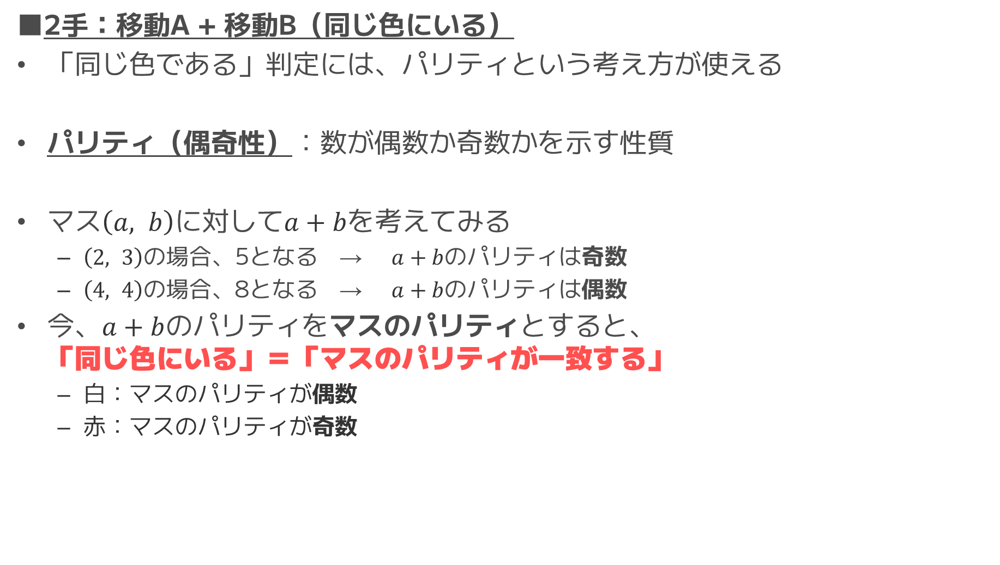 ■2手：移動A + 移動B（同じ色にいる）
• 「同じ色である」判定には、パリティという考え方が使える
• パリティ（偶奇性）：数が偶数か奇数かを示す性質
• マス(a, b)に対してa + bを考えてみる
– (2, 3)の場合、5となる　→　a + bのパリティは奇数
– (4, 4)の場合、8となる　→　a + bのパリティは偶数
• 今、a + bのパリティをマスのパリティとすると、
「同じ色にいる」=「マスのパリティが一致する」
– 白：マスのパリティが偶数
– 赤：マスのパリティが奇数